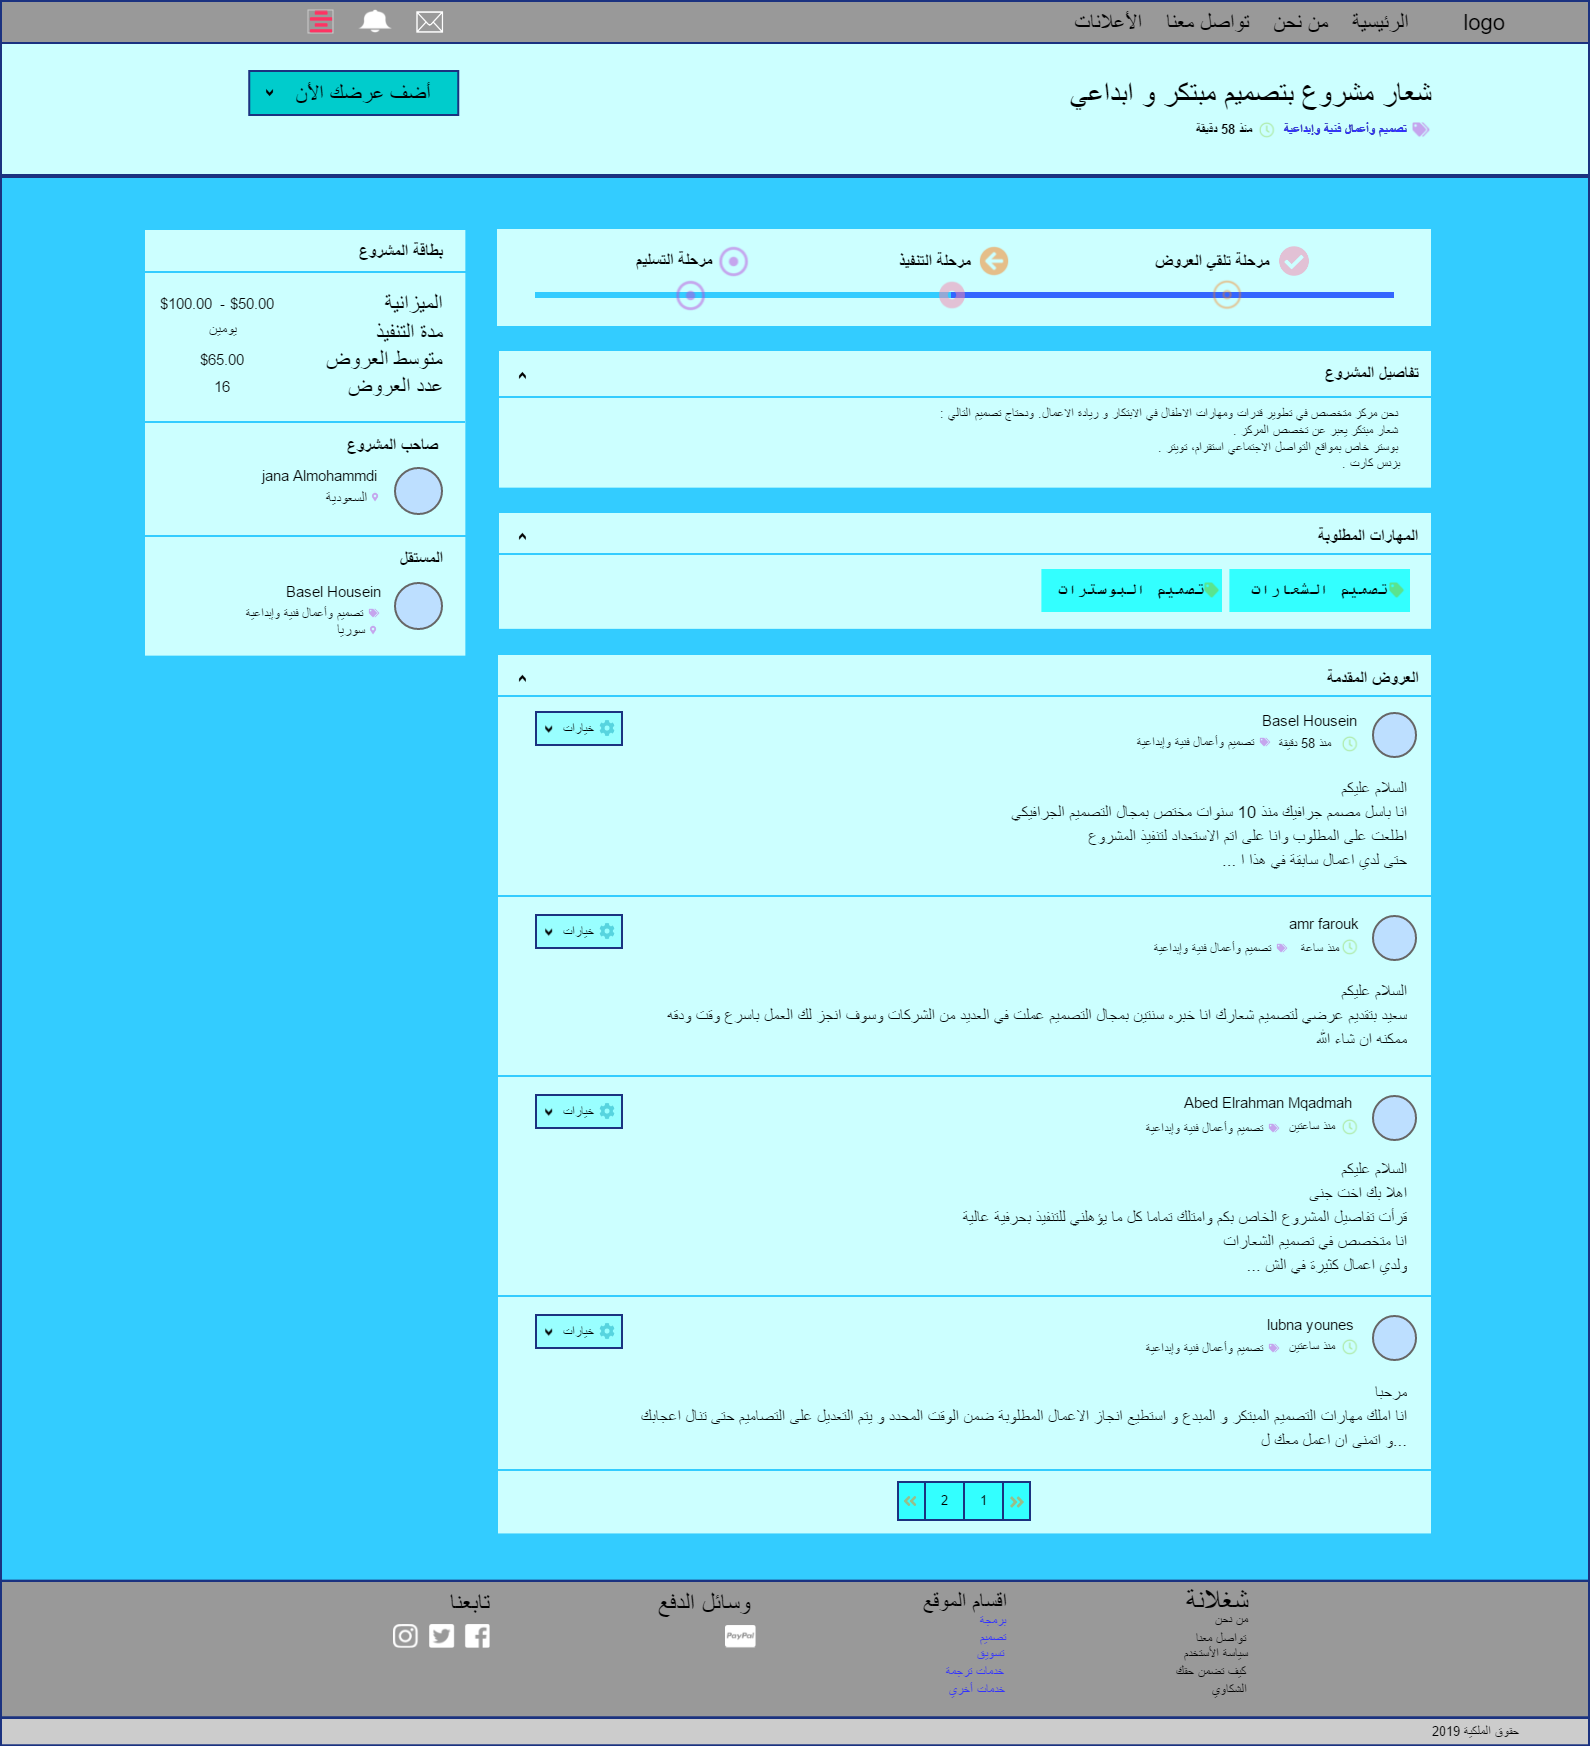 logo
الرئيسية
من نحن
تواصل معنا
الأعلانات
شعار مشروع بتصميم مبتكر و ابداعي
أضف عرضك الأن
تصميم وأعمال فنية وإبداعية
منذ 58 دقيقة
مرحلة تلقي العروض
مرحلة التنفيذ
مرحلة التسليم
تفاصيل المشروع
نحن مركز متخصص في تطوير قدرات ومهارات الاطفال في الابتكار و رياده الاعمال. ونحتاج تصميم التالي :
شعار مبتكر يعبر عن تخصص المركز .
بوستر خاص بمواقع التواصل الاجتماعي استقرام، تويتر .
بزنس كارت .
المهارات المطلوبة
تصميم الشعارات
تصميم البوسترات
العروض المقدمة
Basel Housein
منذ 58 دقيقة
تصميم وأعمال فنية وإبداعية
خيارات
السلام عليكم
انا باسل مصمم جرافيك منذ 10 سنوات مختص بمجال التصميم الجرافيكي
اطلعت على المطلوب وانا على اتم الاستعداد لتنفيذ المشروع
حتى لدي اعمال سابقة في هذا ا ...
amr farouk
منذ ساعة
تصميم وأعمال فنية وإبداعية
خيارات
السلام عليكم
سعيد بتقديم عرضي لتصميم شعارك انا خبره سنتين بمجال التصميم عملت في العديد من الشركات وسوف انجز لك العمل باسرع وقت ودقه
ممكنه ان شاء الله
Abed Elrahman Mqadmah
منذ ساعتين
تصميم وأعمال فنية وإبداعية
خيارات
السلام عليكم
اهلا بك اخت جنى
قرأت تفاصيل المشروع الخاص بكم وامتلك تماما كل ما يؤهلني للتنفيذ بحرفية عالية
انا متخصص في تصميم الشعارات
ولدي اعمال كثيرة في الش ...
lubna younes
منذ ساعتين
تصميم وأعمال فنية وإبداعية
خيارات
مرحبا
انا املك مهارات التصميم المبتكر و المبدع و استطيع انجاز الاعمال المطلوبة ضمن الوقت المحدد و يتم التعديل على التصاميم حتى تنال اعجابك
...و اتمنى ان اعمل معك ل
1
2
بطاقة المشروع
الميزانية
$100.00 - $50.00
مدة التنفيذ
يومين
متوسط العروض
$65.00
عدد العروض
16
صاحب المشروع
jana Almohammdi
السعودية
المستقل
Basel Housein
تصميم وأعمال فنية وإبداعية
سوريا
شغلانة
من نحن
تواصل معنا
سياسة الأستخدم
كيف تضمن حقك
الشكاوي
اقسام الموقع
برمجة
تصميم
تسويق
خدمات ترجمة
خدمات أخري
وسائل الدفع
PayPal
تابعنا
حقوق الملكية 2019